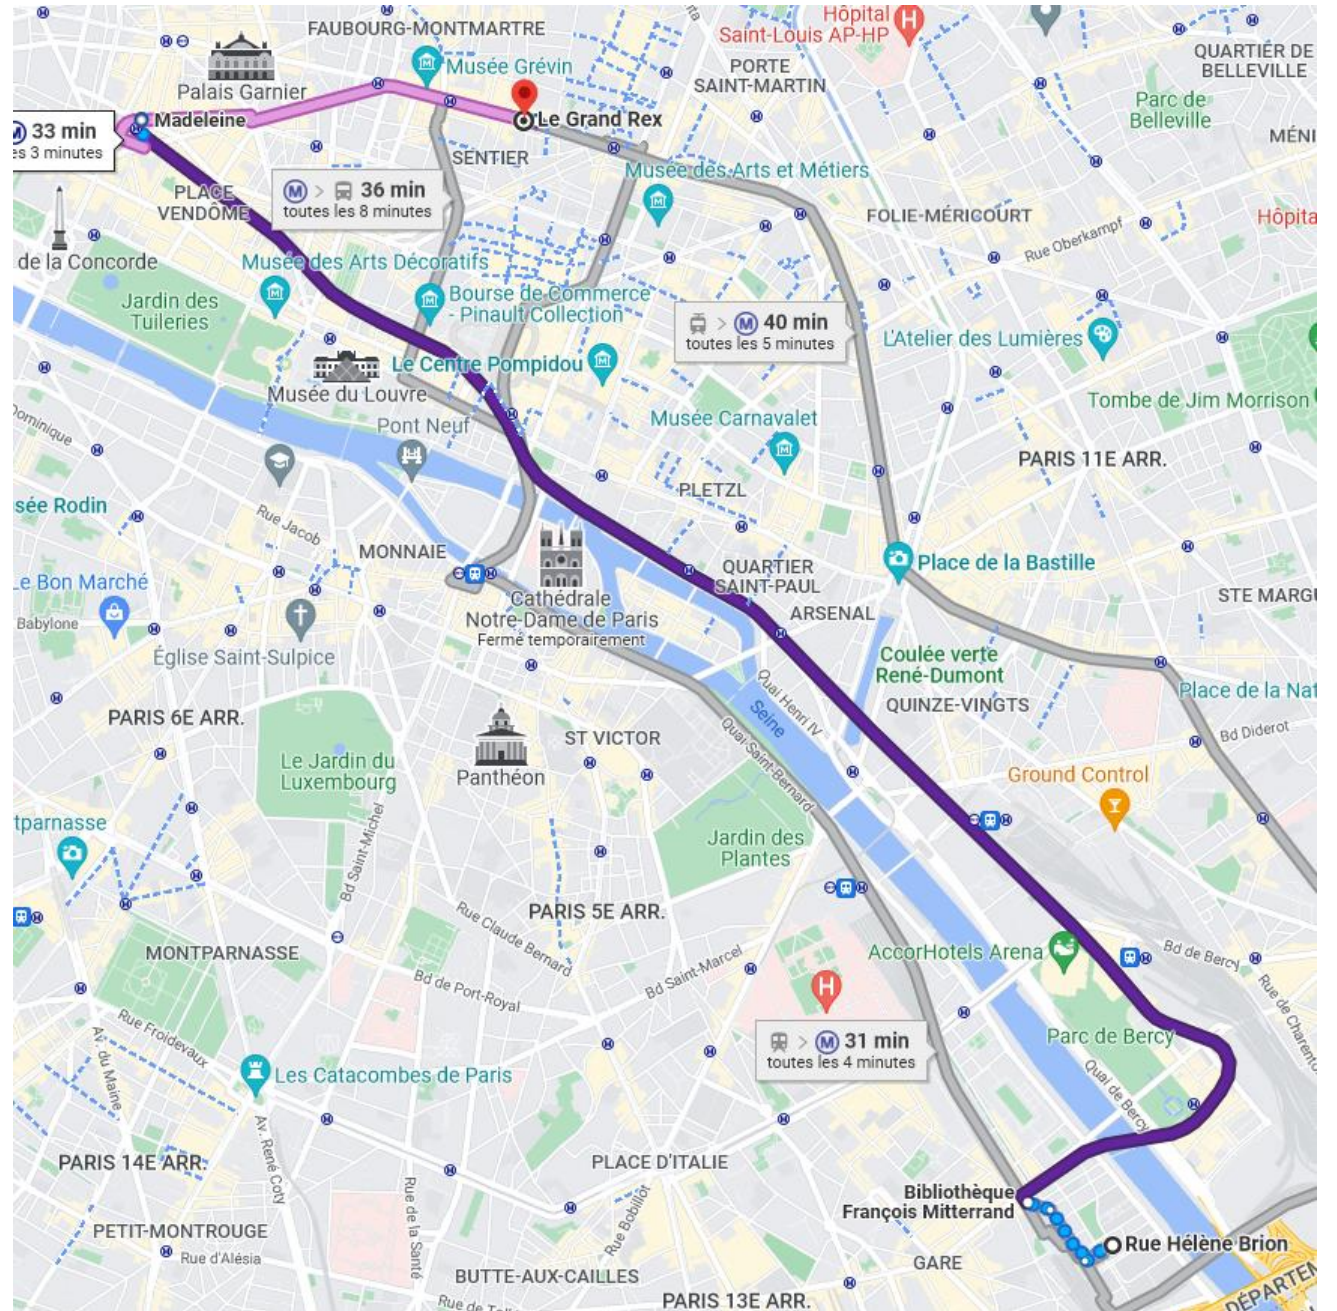 FAUBOURG-MONTMARTRE
Hôpital
Saint-Louis AP-HP
QUARTIER DE
BELLEVILLE
Musée Grévin
PORTE
SAINT-MARTIN
Palais Garnier
Parc de
Belleville
Madeleine
Le Grand Rex
33 min
es 3 minutes
MÉNI
SENTIER
Musée des Arts et Métiers
PLACE
VENDÔME
M > 36 min
toutes les 8 minutes
FOLIE-MÉRICOURT
Hôpita
Rue Oberkampf
de la Concorde
Musée des Arts Décoratifs
Jardin des
Tuileries
Bourse de Commerce
- Pinault Collection
> M 40 min
toutes les 5 minutes
L'Atelier des Lumières
Le Centre Pompidou
Musée du Louvre
Tombe de Jim Morrison
Dominique
Pont Neuf
Musée Carnavalet
PARIS 11E ARR.
PLETZL
sée Rodin
Rue Jacob
MONNAIE
Place de la Bastille
QUARTIER
SAINT-PAUL
Le Bon Marché
Cathédrale
Notre-Dame de Paris
Fermé temporairement
STE MARGU
ARSENAL
Babylone
Église Saint-Sulpice
Coulée verte
René-Dumont
Quai Henri IV
Place de la Nat
QUINZE-VINGTS
Seine
PARIS 6E ARR.
Bd Diderot
ST VICTOR
Quai Saint-Bernard
Le Jardin du
Luxembourg
Panthéon
Ground Control
tparnasse
Jardin des
Plantes
Bd Saint-Michel
PARIS 5E ARR.
Rue Claude Bernard
MONTPARNASSE
AccorHotels Arena
Bd de Bercy
Bd Saint-Marcel
Bd de Port-Royal
H
Rue de Charenton
Rue Froidevaux
Parc de Bercy
> M 31 min
toutes les 4 minutes
Av. du Maine
Les Catacombes de Paris
Quai de Bercy
Av. René Coty
PARIS 14E ARR.
PLACE D'ITALIE
Bibliothèque
François Mitterrand
Rue de la Santé
Rue Bobillot
PETIT-MONTROUGE
Rue Hélène Brion
Rue d'Alésia
GARE
BUTTE-AUX-CAILLES
DÉPARTEM
PARIS 13E ARR.